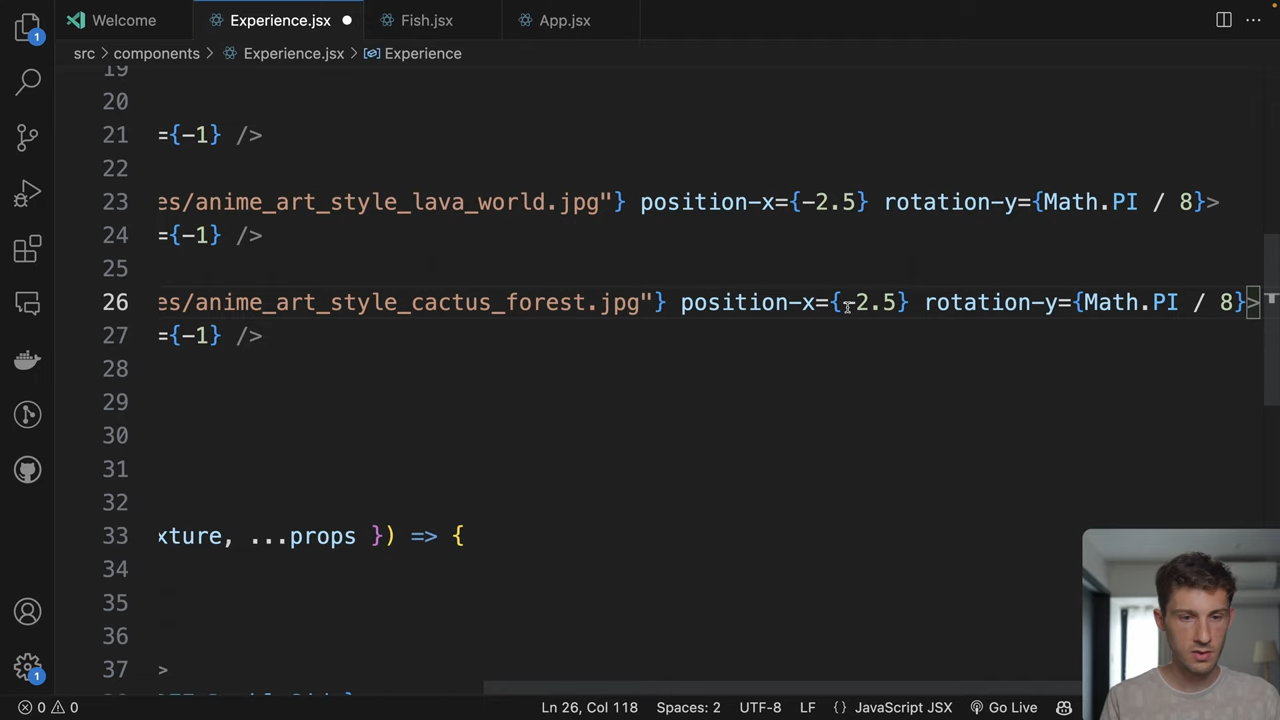 Welcome Experience.jsx Fish.jsx App.jsx
src > components > Experience.jsx > Experience
19
20
21 ={-1} />
22
23 es/anime_art_style_lava_world.jpg"} position-x={-2.5} rotation-y={Math.PI / 8}>
24 ={-1} />
25
26 es/anime_art_style_cactus_forest.jpg"} position-x={-2.5} rotation-y={Math.PI / 8}>
27 ={-1} />
28
29
30
31
32
33 xture, ...props }) => {
34
35
36
37 >
1
1
0 0 Ln 26, Col 118 Spaces: 2 UTF-8 LF {} JavaScript JSX Go Live